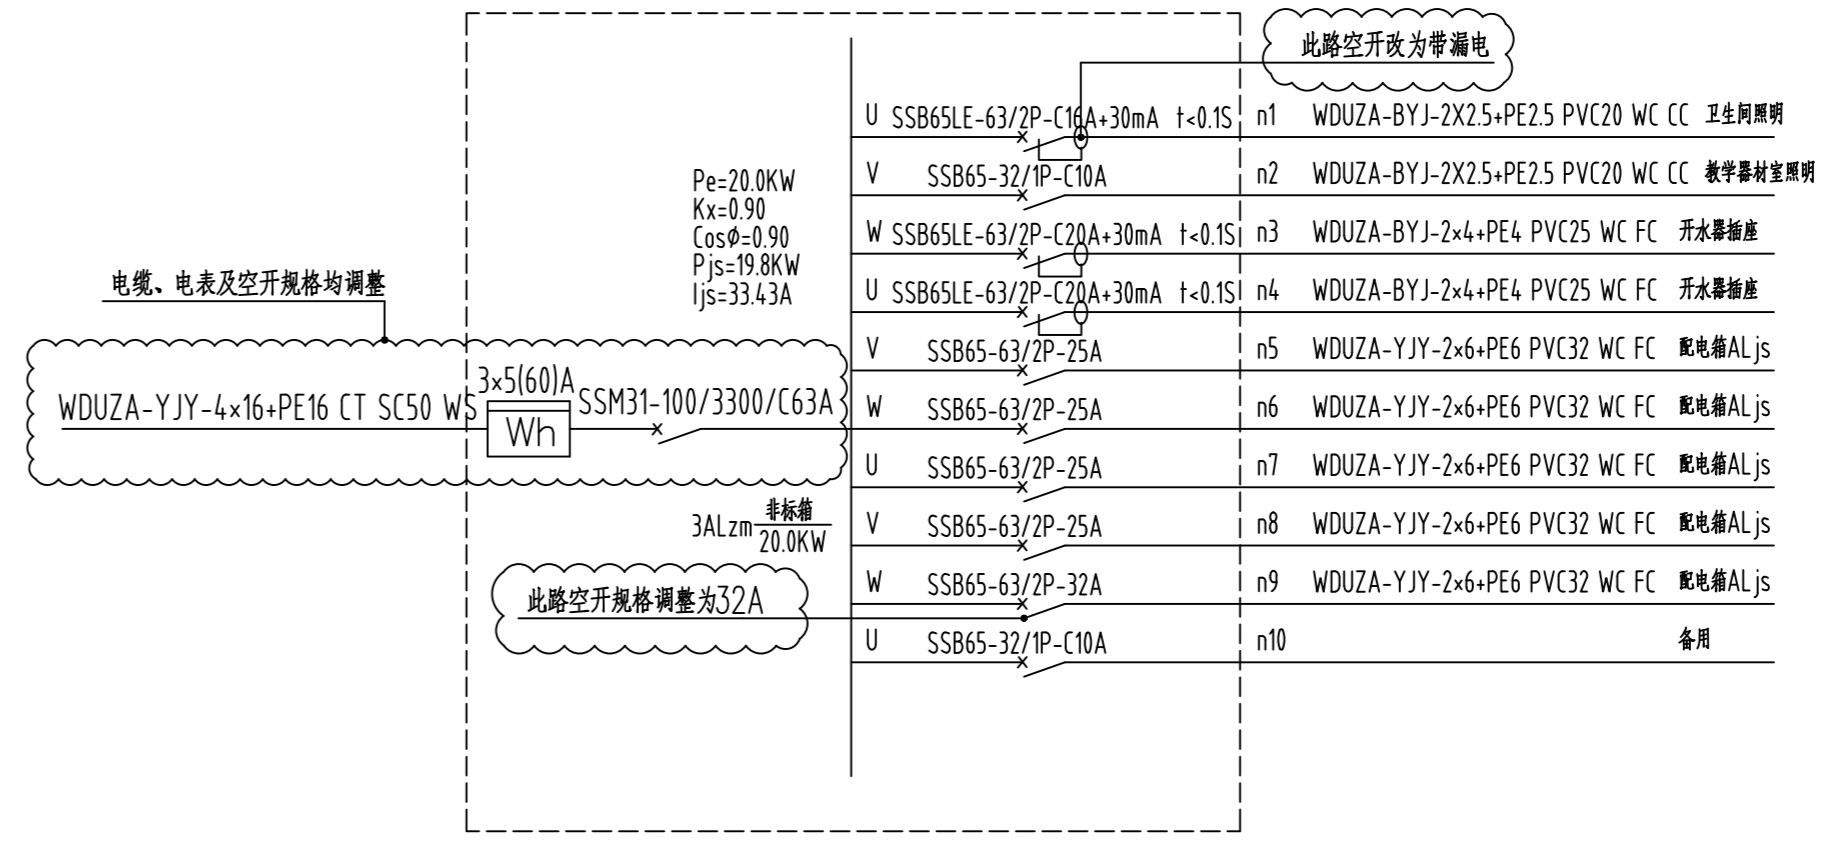 此路空开改为带漏电
U SSB65LE-63/2P-C16A+30mA t<0.1S n1 WDUZA-BYJ-2X2.5+PE2.5 PVC20 WC CC 卫生间照明
V SSB65-32/1P-C10A n2 WDUZA-BYJ-2X2.5+PE2.5 PVC20 WC CC 教学器材室照明
W SSB65LE-63/2P-C20A+30mA t<0.1S n3 WDUZA-BYJ-2×4+PE4 PVC25 WC FC 开水器插座
U SSB65LE-63/2P-C20A+30mA t<0.1S n4 WDUZA-BYJ-2×4+PE4 PVC25 WC FC 开水器插座
V SSB65-63/2P-25A n5 WDUZA-YJY-2×6+PE6 PVC32 WC FC 配电箱ALjs
W SSB65-63/2P-25A n6 WDUZA-YJY-2×6+PE6 PVC32 WC FC 配电箱ALjs
U SSB65-63/2P-25A n7 WDUZA-YJY-2×6+PE6 PVC32 WC FC 配电箱ALjs
V SSB65-63/2P-25A n8 WDUZA-YJY-2×6+PE6 PVC32 WC FC 配电箱ALjs
W SSB65-63/2P-32A n9 WDUZA-YJY-2×6+PE6 PVC32 WC FC 配电箱ALjs
U SSB65-32/1P-C10A n10 备用
Pe=20.0KW
Kx=0.90
CosØ=0.90
Pjs=19.8KW
Ijs=33.43A
电缆、电表及空开规格均调整
3×5(60)A
WDUZA-YJY-4×16+PE16 CT SC50 WS
Wh
SSM31-100/3300/C63A
3ALzm
非标箱
20.0KW
此路空开规格调整为32A